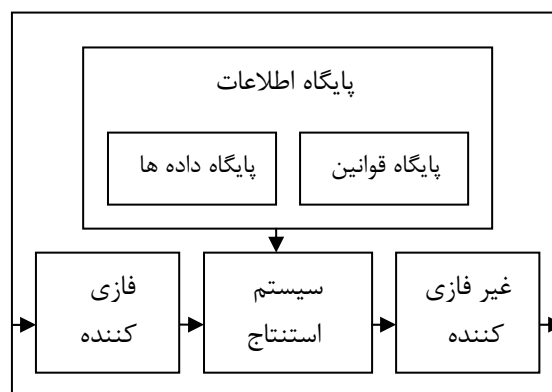 پایگاه اطلاعات
پایگاه قوانین
پایگاه داده ها
فازی
کننده
سیستم
استنتاج
غیر فازی
کننده